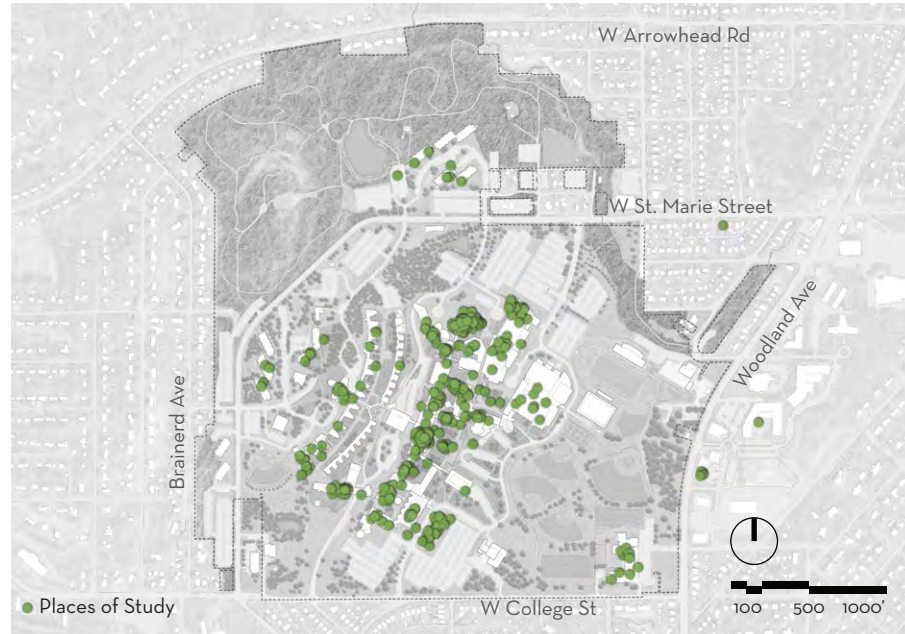 W Arrowhead Rd
W St. Marie Street
Woodland Ave
Brainerd Ave
Places of Study
W College St
100 500 1000'